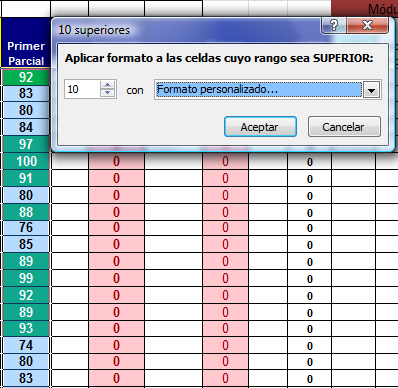 Módu
10 superiores
Aplicar formato a las celdas cuyo rango sea SUPERIOR:
10 con Formato personalizado...
Aceptar Cancelar
Primer
Parcial
92
83
80
84
97
100 0 0 0
91 0 0 0
80 0 0 0
88 0 0 0
76 0 0 0
85 0 0 0
89 0 0 0
99 0 0 0
92 0 0 0
89 0 0 0
93 0 0 0
74 0 0 0
80 0 0 0
83 0 0 0